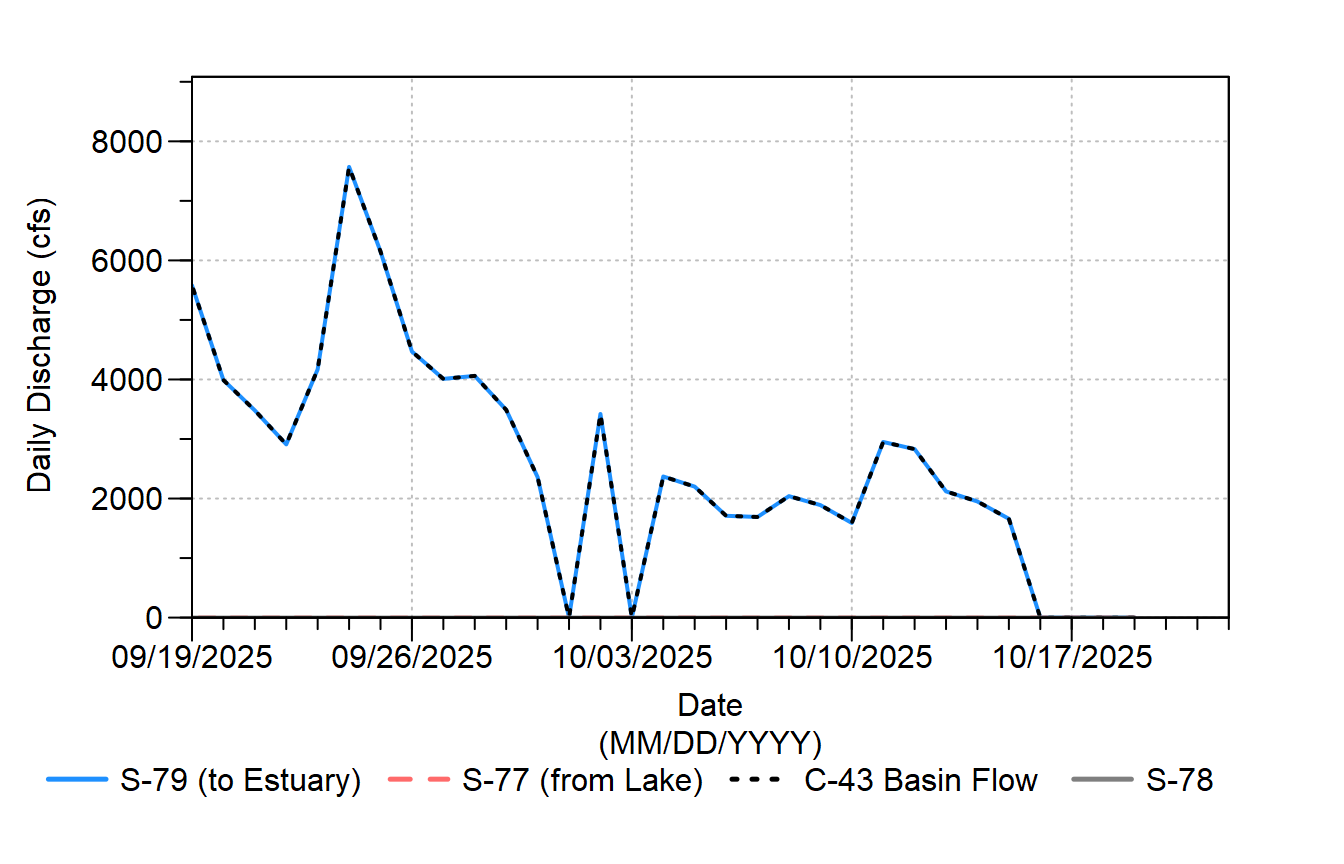 8000
6000
4000
2000
0
Daily Discharge (cfs)
09/19/2025 09/26/2025 10/03/2025 10/10/2025 10/17/2025
Date
(MM/DD/YYYY)
S-79 (to Estuary) S-77 (from Lake) C-43 Basin Flow S-78